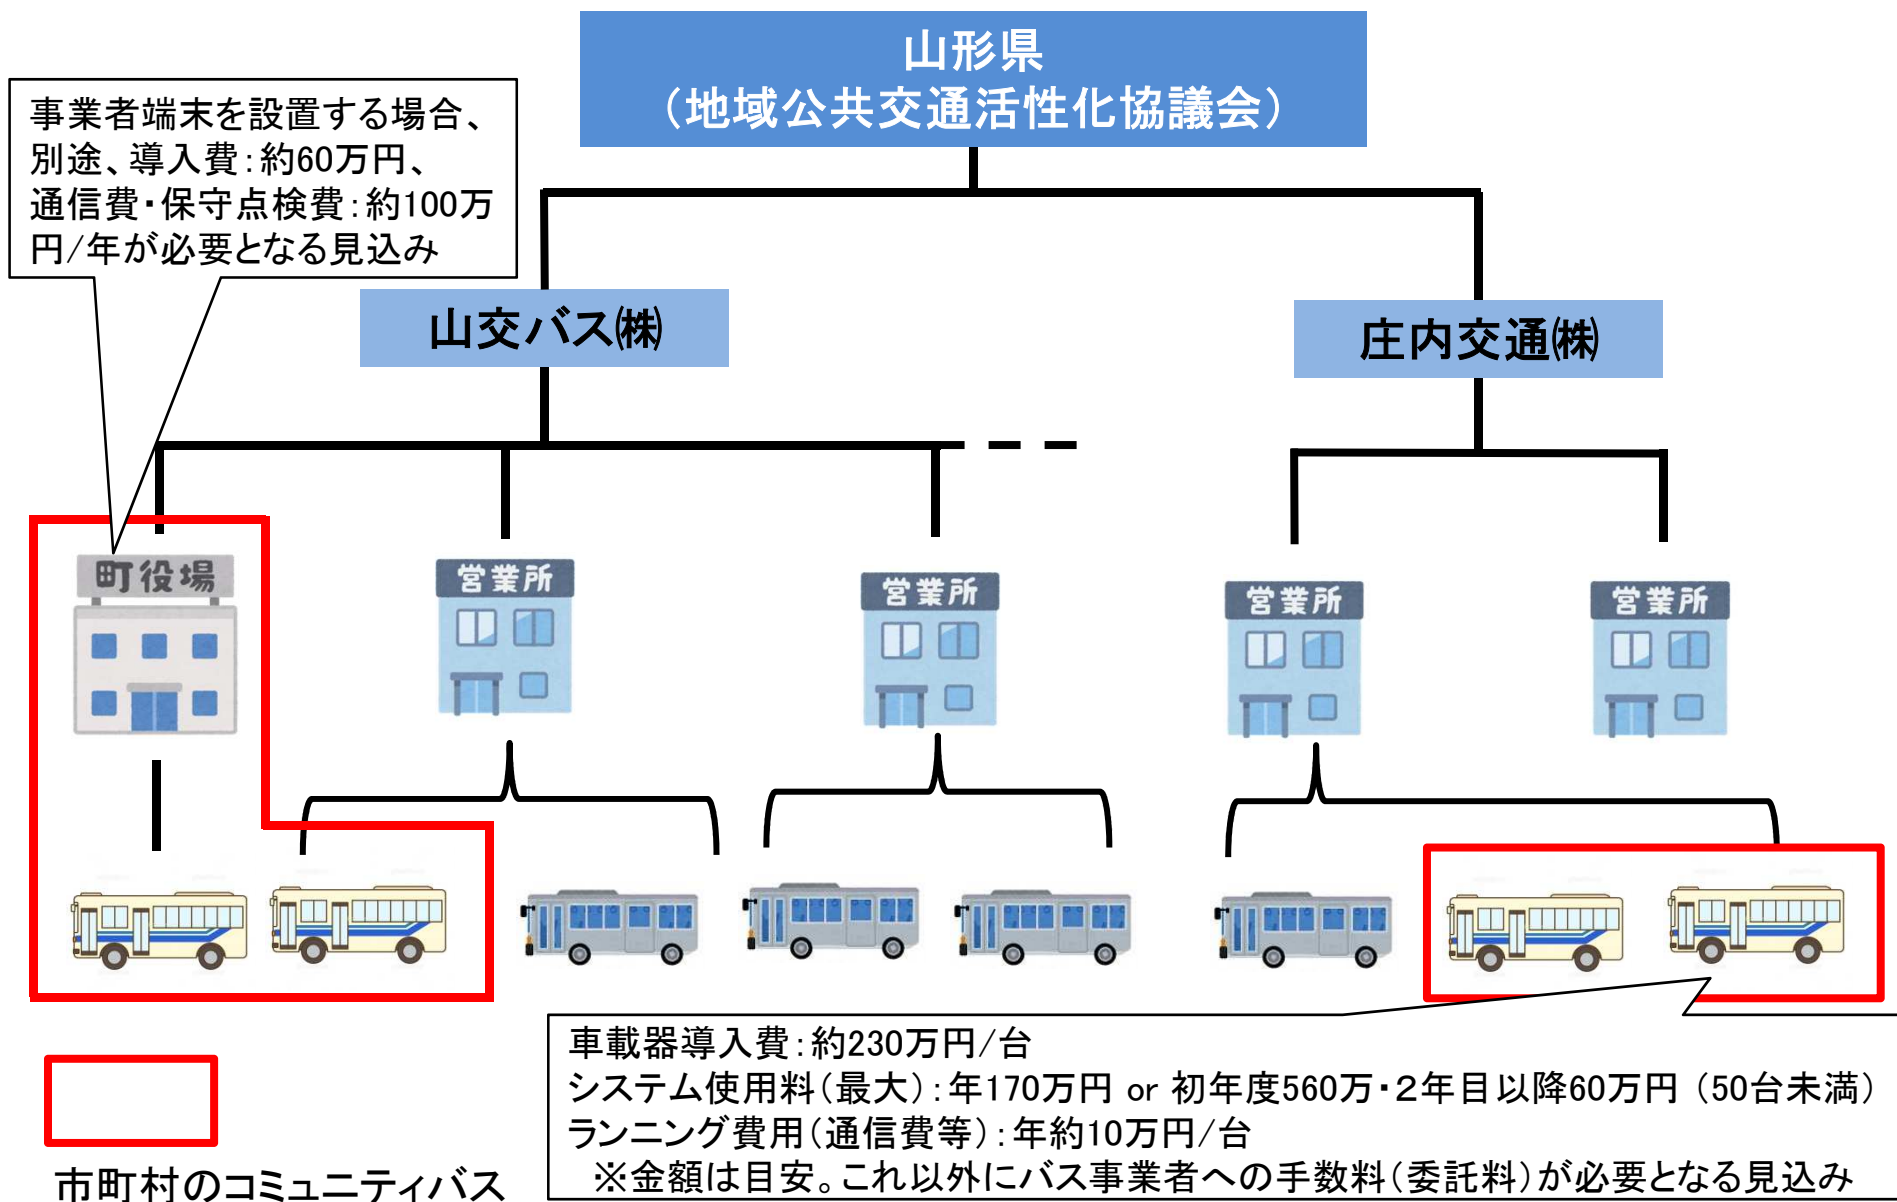 山形県
（地域公共交通活性化協議会）
事業者端末を設置する場合、
別途、導入費：約60万円、
通信費・保守点検費：約100万
円/年が必要となる見込み
山交バス㈱
庄内交通㈱
町役場
営業所
営業所
営業所
営業所
車載器導入費：約230万円/台
システム使用料（最大）：年170万円 or 初年度560万・２年目以降60万円（50台未満）
ランニング費用（通信費等）：年約10万円/台
※金額は目安。これ以外にバス事業者への手数料（委託料）が必要となる見込み
市町村のコミュニティバス